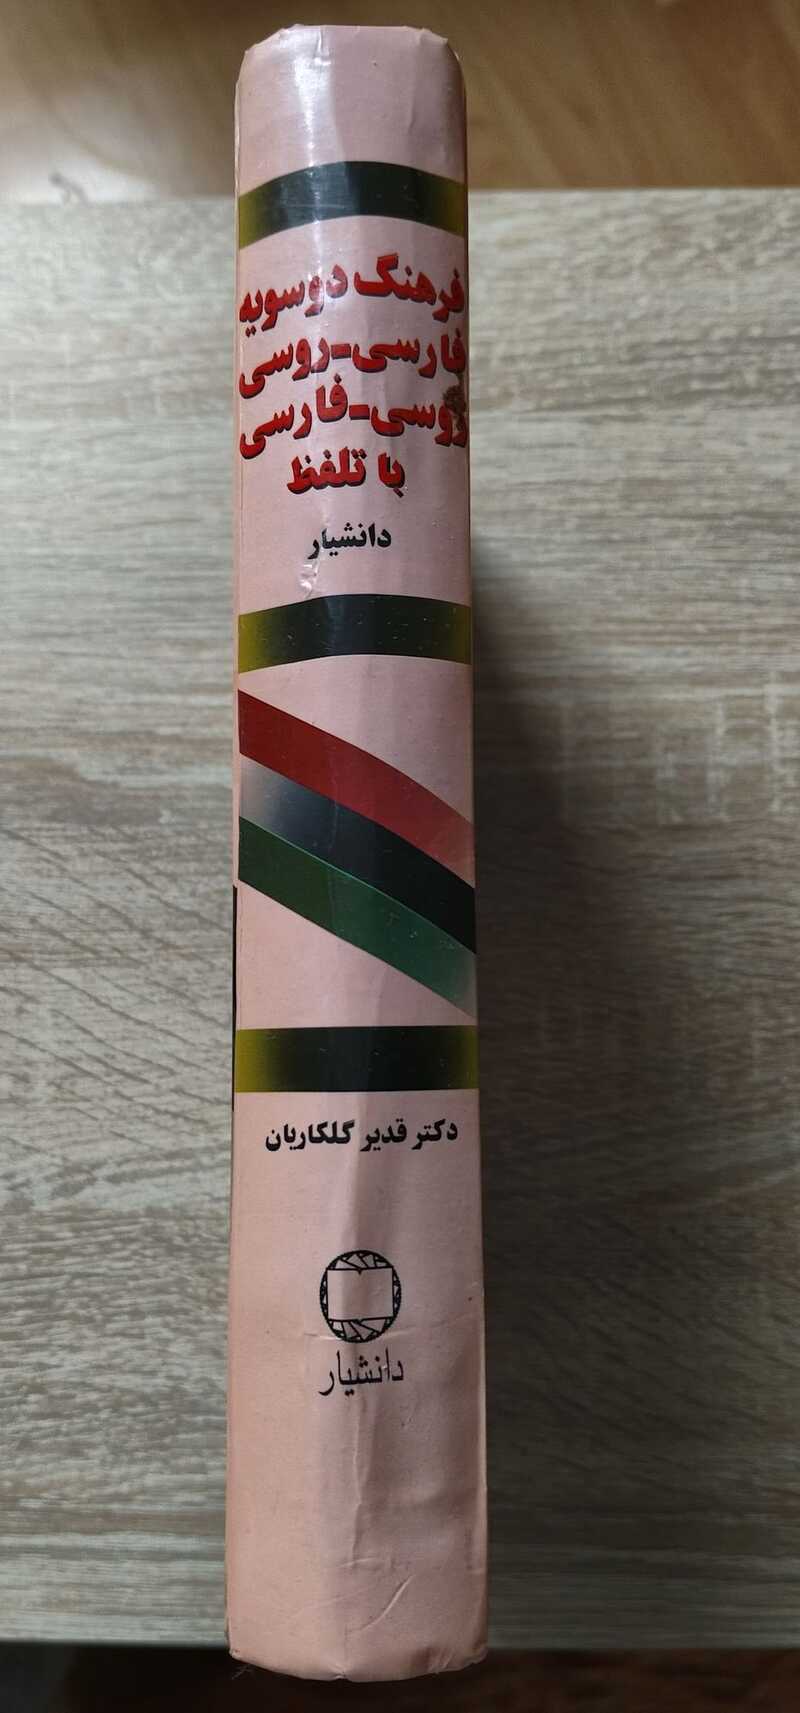 فرهنگ دوسویه
فارسی-روسی
روسی-فارسی
با تلفظ
دانشیار
دکتر قدیر گلکاریان
دانشیار